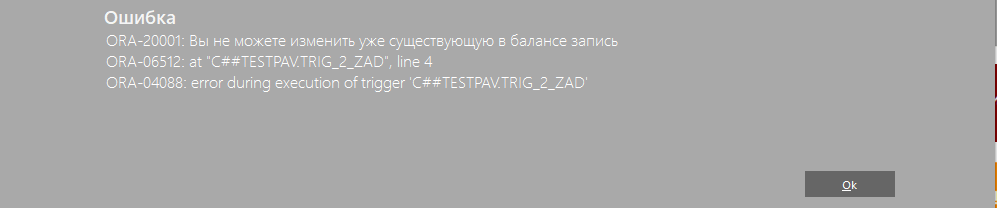 Ошибка
ORA-20001: Вы не можете изменить уже существующую в балансе запись
ORA-06512: at "C##TESTPAV.TRIG_2_ZAD", line 4
ORA-04088: error during execution of trigger 'C##TESTPAV.TRIG_2_ZAD'
Ok